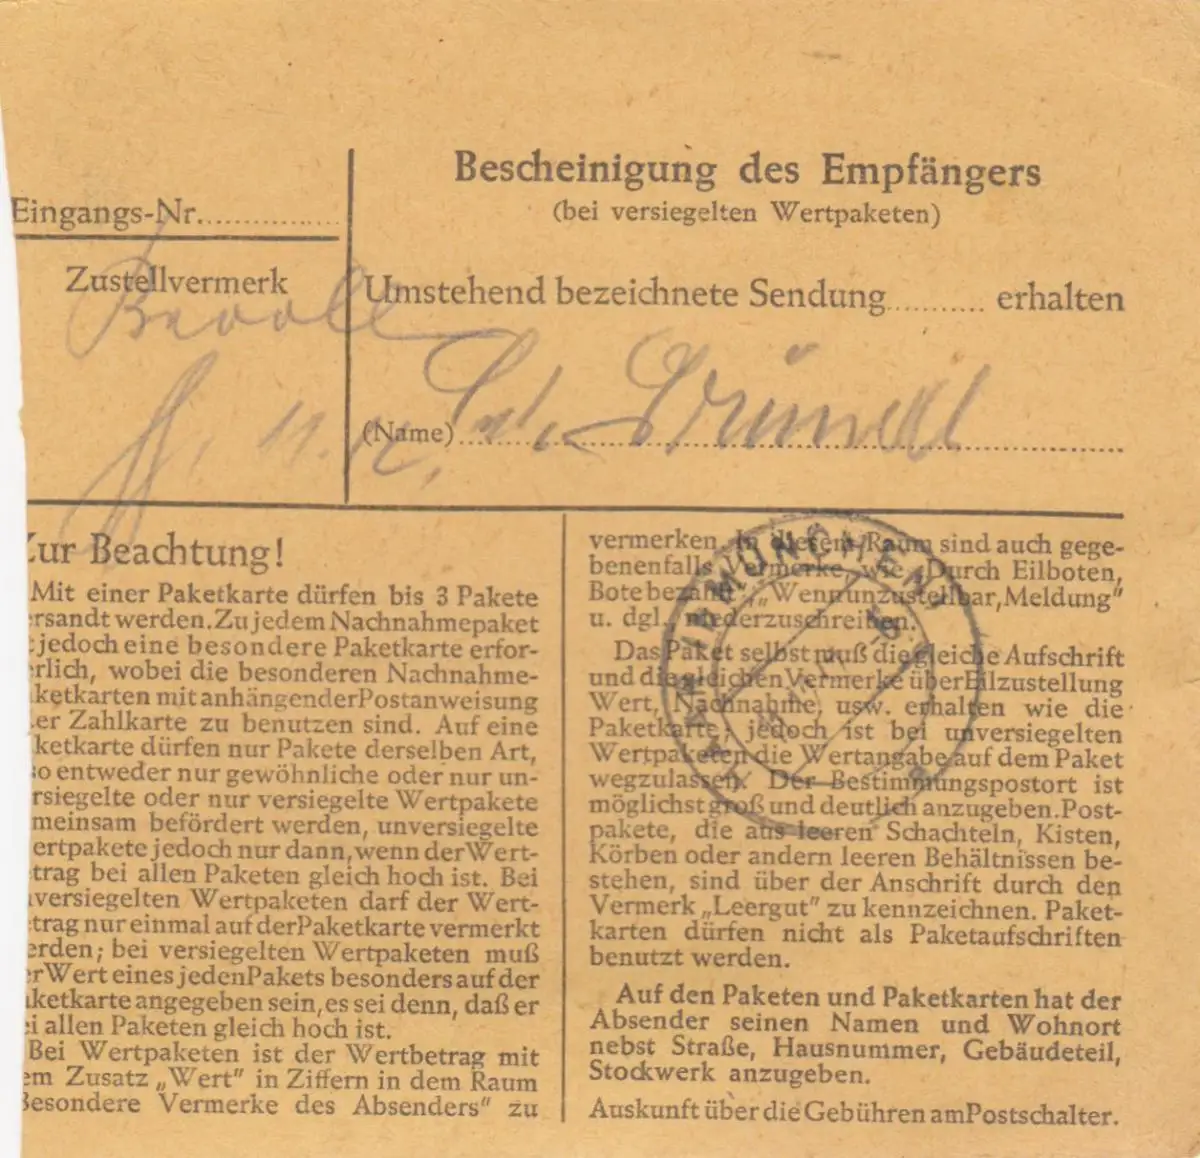 Eingangs-Nr.
Zustellvermerk
11. 12.
Bescheinigung des Empfängers
(bei versiegelten Wertpaketen)
Umstehend bezeichnete Sendung.......... erhalten
(Name)
Zur Beachtung!
Mit einer Paketkarte dürfen bis 3 Pakete
ersandt werden. Zu jedem Nachnahmepaket
t jedoch eine besondere Paketkarte erfor-
erlich, wobei die besonderen Nachnahme-
aketkarten mit anhängender Postanweisung
er Zahlkarte zu benutzen sind. Auf eine
ketkarte dürfen nur Pakete derselben Art,
so entweder nur gewöhnliche oder nur un-
rsiegelte oder nur versiegelte Wertpakete
meinsam befördert werden, unversiegelte
ertpakete jedoch nur dann, wenn der Wert-
trag bei allen Paketen gleich hoch ist. Bei
versiegelten Wertpaketen darf der Wert-
trag nur einmal auf der Paketkarte vermerkt
erden; bei versiegelten Wertpaketen muß
er Wert eines jeden Pakets besonders auf der
aketkarte angegeben sein, es sei denn, daß er
ei allen Paketen gleich hoch ist.
Bei Wertpaketen ist der Wertbetrag mit
em Zusatz „Wert" in Ziffern in dem Raum
Besondere Vermerke des Absenders" zu
vermerken. In diesem Raum sind auch gege-
benenfalls Vermerke wie „Durch Eilboten,
Bote bezahlt", „Wenn unzustellbar, Meldung"
u. dgl. niederzuschreiben.
Das Paket selbst muß die gleiche Aufschrift
und die gleichen Vermerke über Eilzustellung
Wert, Nachnahme, usw. erhalten wie die
Paketkarte; jedoch ist bei unversiegelten
Wertpaketen die Wertangabe auf dem Paket
wegzulassen. Der Bestimmungspostort ist
möglichst groß und deutlich anzugeben. Post-
pakete, die aus leeren Schachteln, Kisten,
Körben oder andern leeren Behältnissen be-
stehen, sind über der Anschrift durch den
Vermerk „Leergut" zu kennzeichnen. Paket-
karten dürfen nicht als Paketaufschriften
benutzt werden.
Auf den Paketen und Paketkarten hat der
Absender seinen Namen und Wohnort
nebst Straße, Hausnummer, Gebäudeteil,
Stockwerk anzugeben.
Auskunft über die Gebühren am Postschalter.